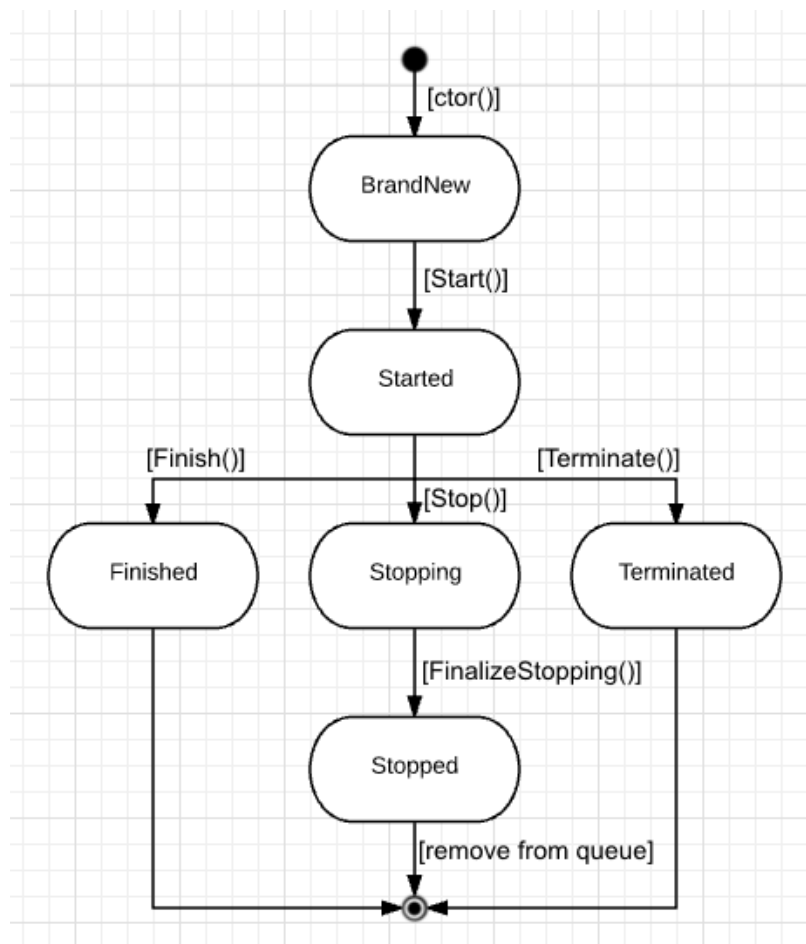 [ctor()]
BrandNew
[Start()]
Started
[Finish()]
[Terminate()]
[Stop()]
Finished
Stopping
Terminated
[FinalizeStopping()]
Stopped
[remove from queue]